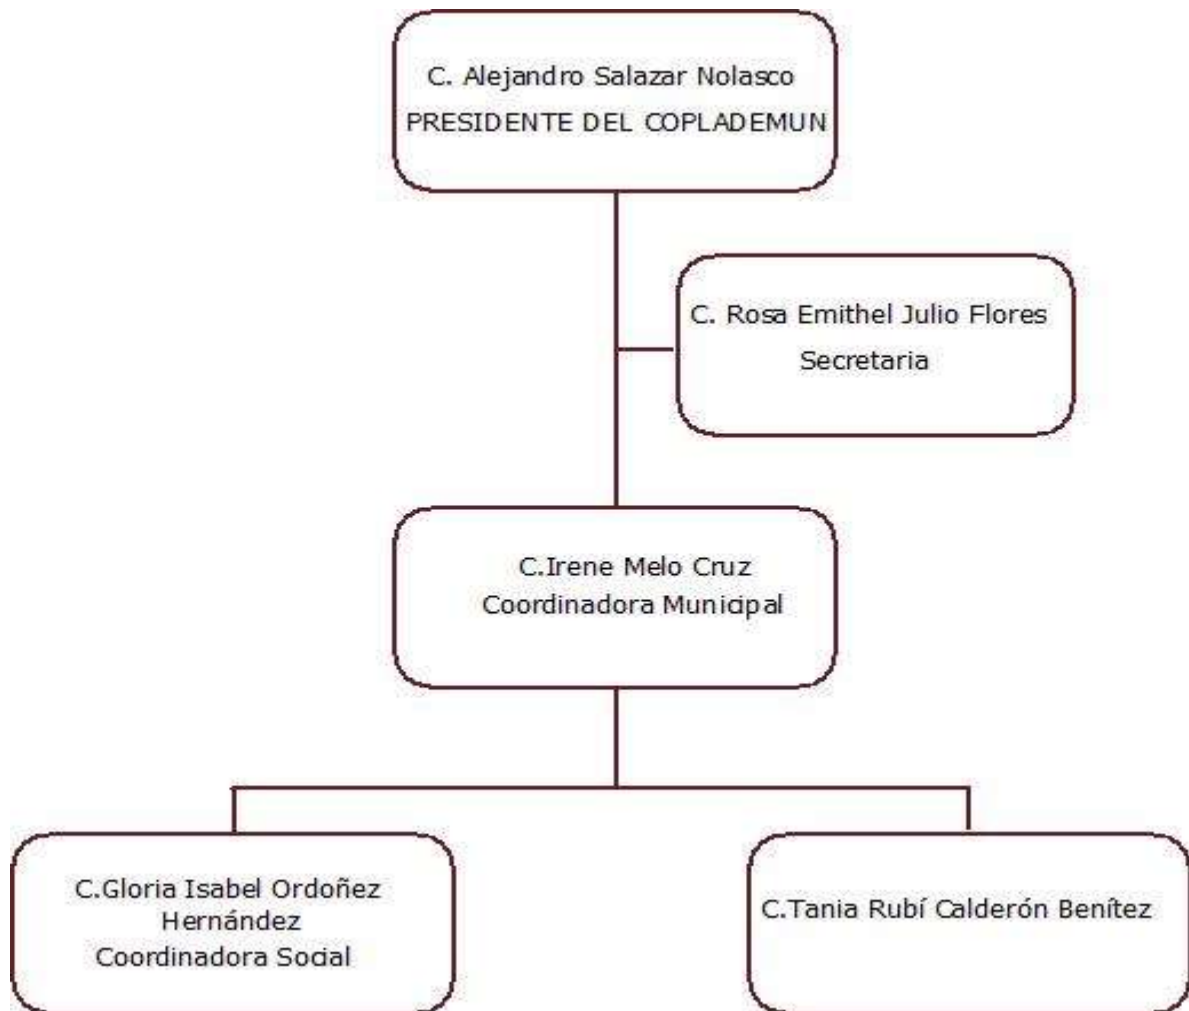 C. Alejandro Salazar Nolasco
PRESIDENTE DEL COPLADEMUN
C. Rosa Emithel Julio Flores
Secretaria
C.Irene Melo Cruz
Coordinadora Municipal
C.Gloria Isabel Ordoñez
Hernández
Coordinadora Social
C.Tania Rubí Calderón Benítez